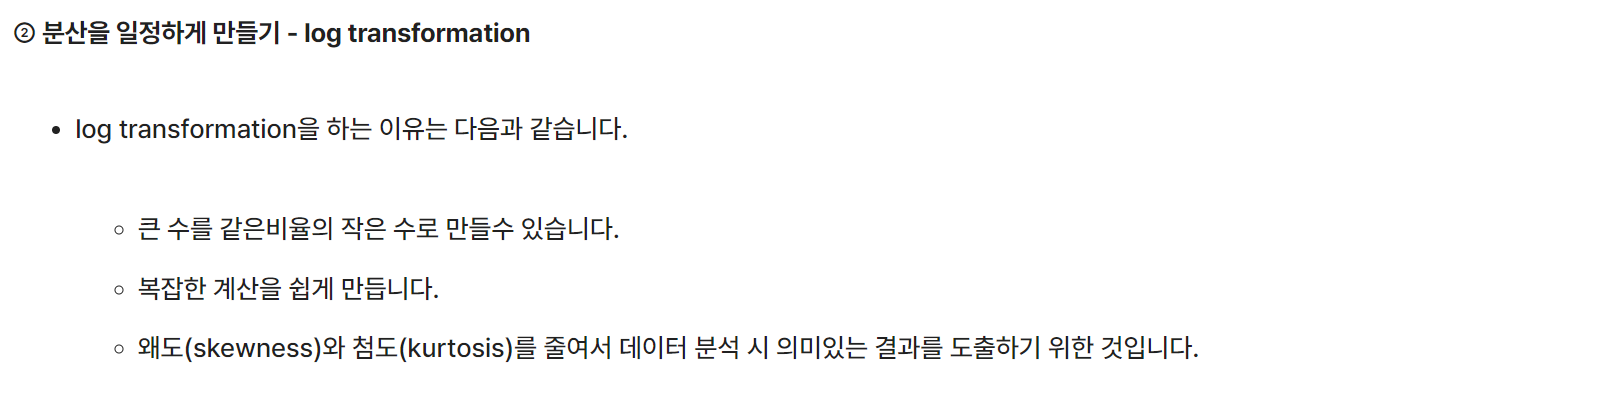 ② 분산을 일정하게 만들기 - log transformation
• log transformation을 하는 이유는 다음과 같습니다.
◦ 큰 수를 같은비율의 작은 수로 만들수 있습니다.
◦ 복잡한 계산을 쉽게 만듭니다.
◦ 왜도(skewness)와 첨도(kurtosis)를 줄여서 데이터 분석 시 의미있는 결과를 도출하기 위한 것입니다.